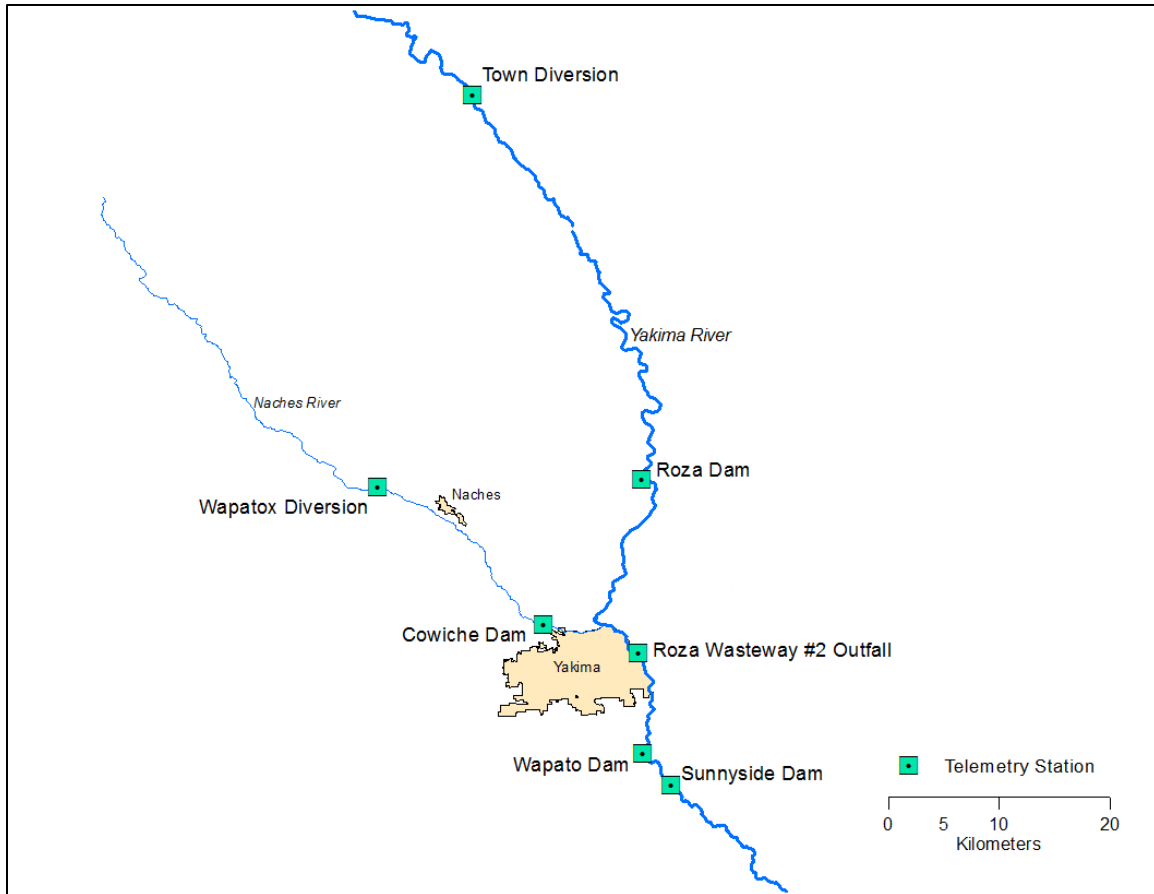 Town Diversion
Yakima River
Naches River
Roza Dam
Naches
Wapatox Diversion
Cowiche Dam
Roza Wasteway #2 Outfall
Yakima
Wapato Dam
Sunnyside Dam
Telemetry Station
0 5 10 20
Kilometers